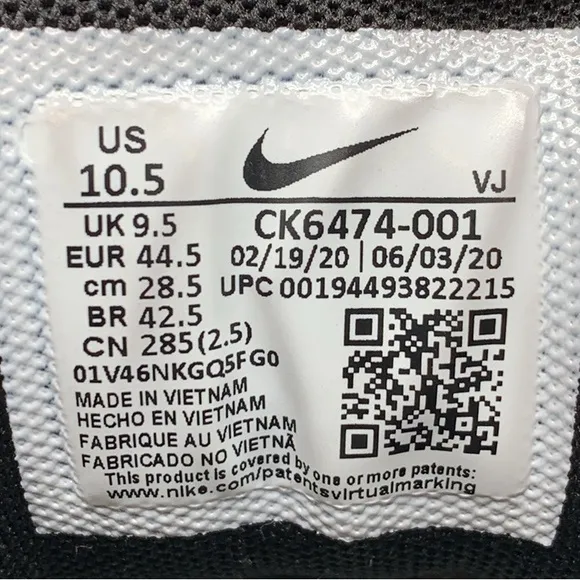 US
10.5
VJ
UK 9.5
CK6474-001
EUR 44.5
02/19/20 | 06/03/20
cm 28.5
UPC 00194493822215
BR 42.5
CN 285 (2.5)
01V46NKGQ5FG0
MADE IN VIETNAM
HECHO EN VIETNAM
FABRIQUE AU VIETNAM
FABRICADO NO VIETNÃ
This product is covered by one or more patents:
www.nike.com/patentsvirtualmarking